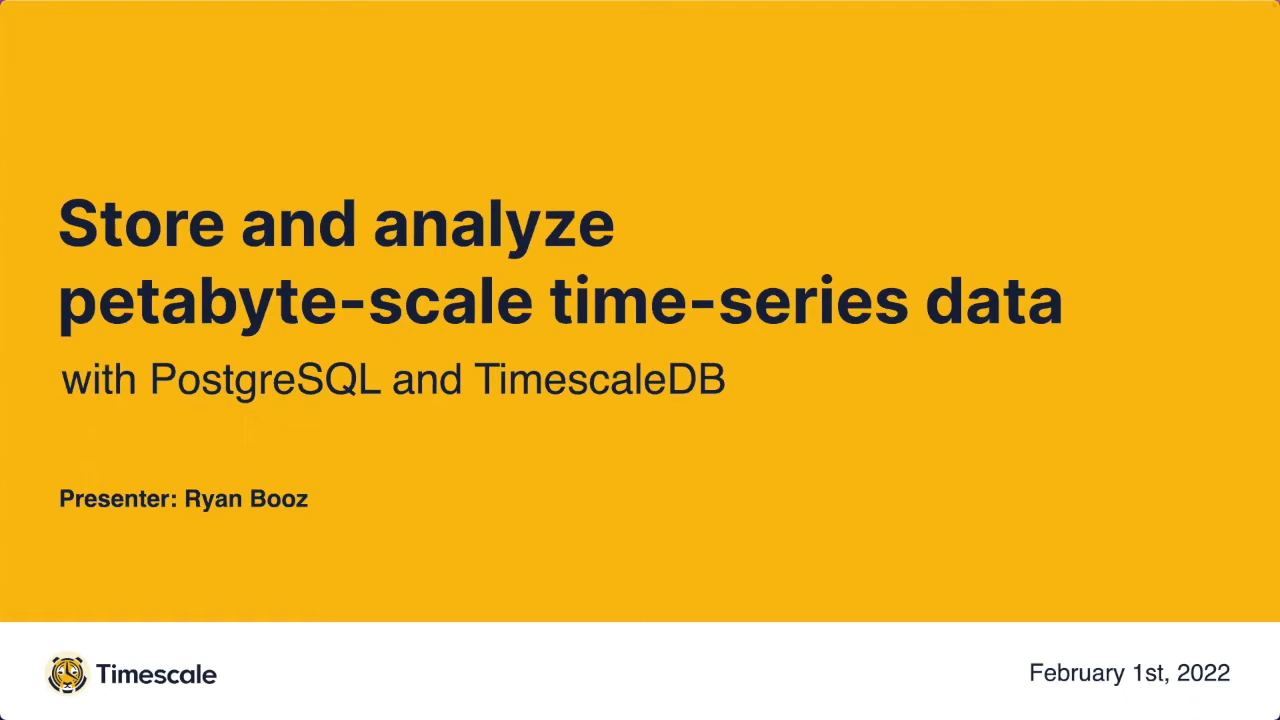 Store and analyze
petabyte-scale time-series data
with PostgreSQL and TimescaleDB
Presenter: Ryan Booz
Timescale
February 1st, 2022